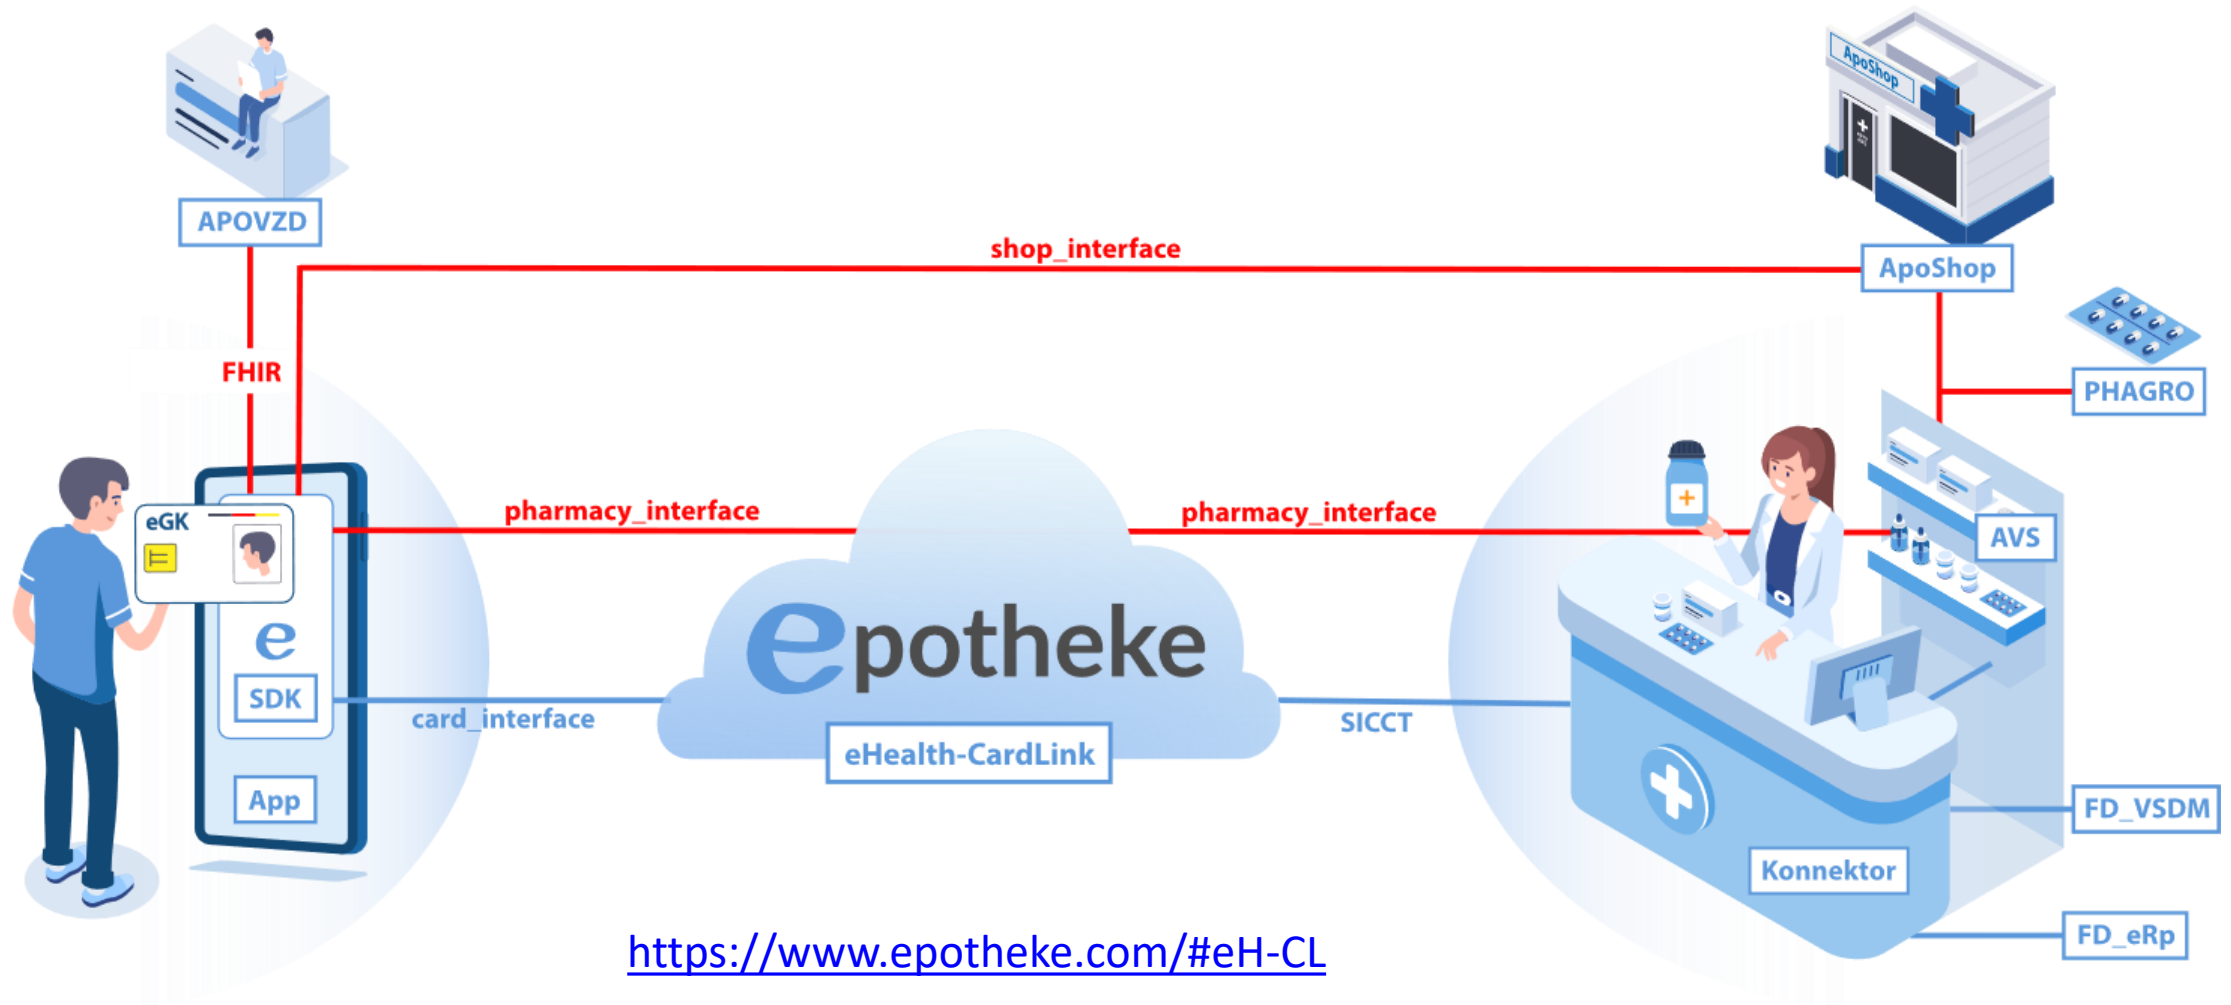 ApoShop
APOVZD
shop_interface
ApoShop
FHIR
PHAGRO
eGK
pharmacy_interface
pharmacy_interface
AVS
epotheke
e
SDK
card_interface
SICCT
eHealth-CardLink
App
FD_VSDM
Konnektor
FD_eRp
https://www.epotheke.com/#eH-CL